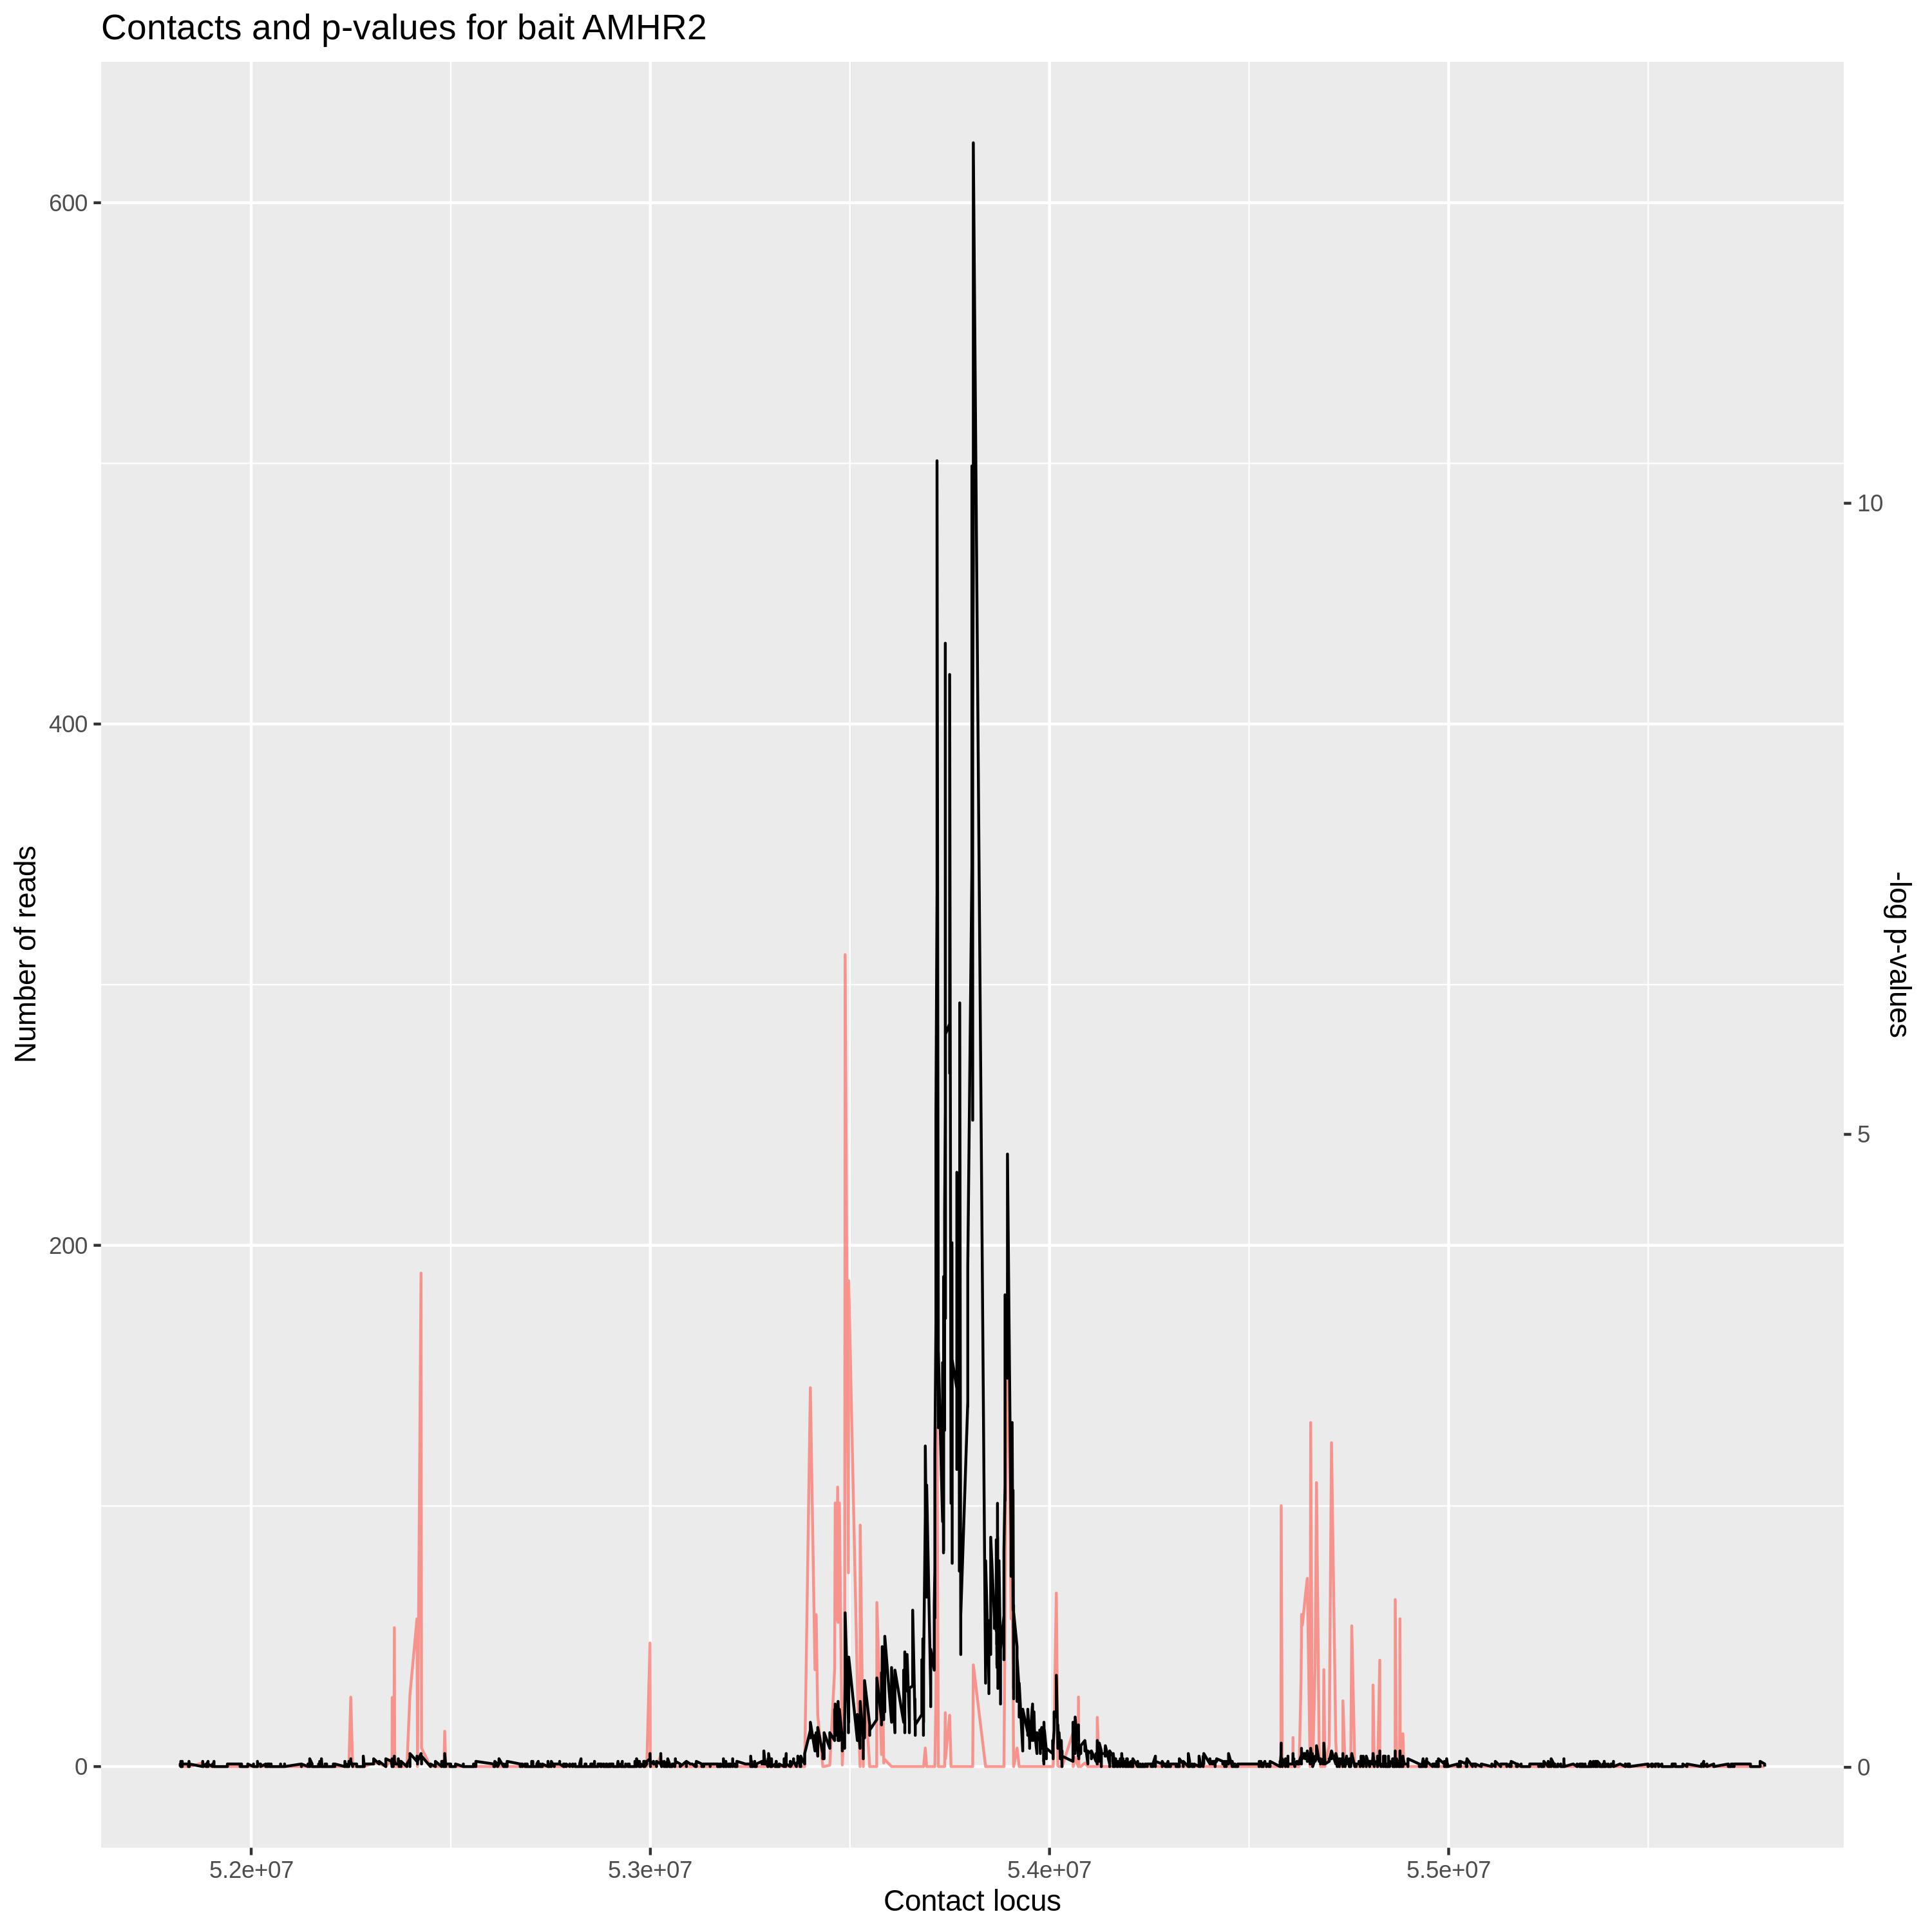 Contacts and p-values for bait AMHR2
600
400
200
0
Number of reads
10
5
0
-log p-values
5.2e+07
5.3e+07
5.4e+07
5.5e+07
Contact locus